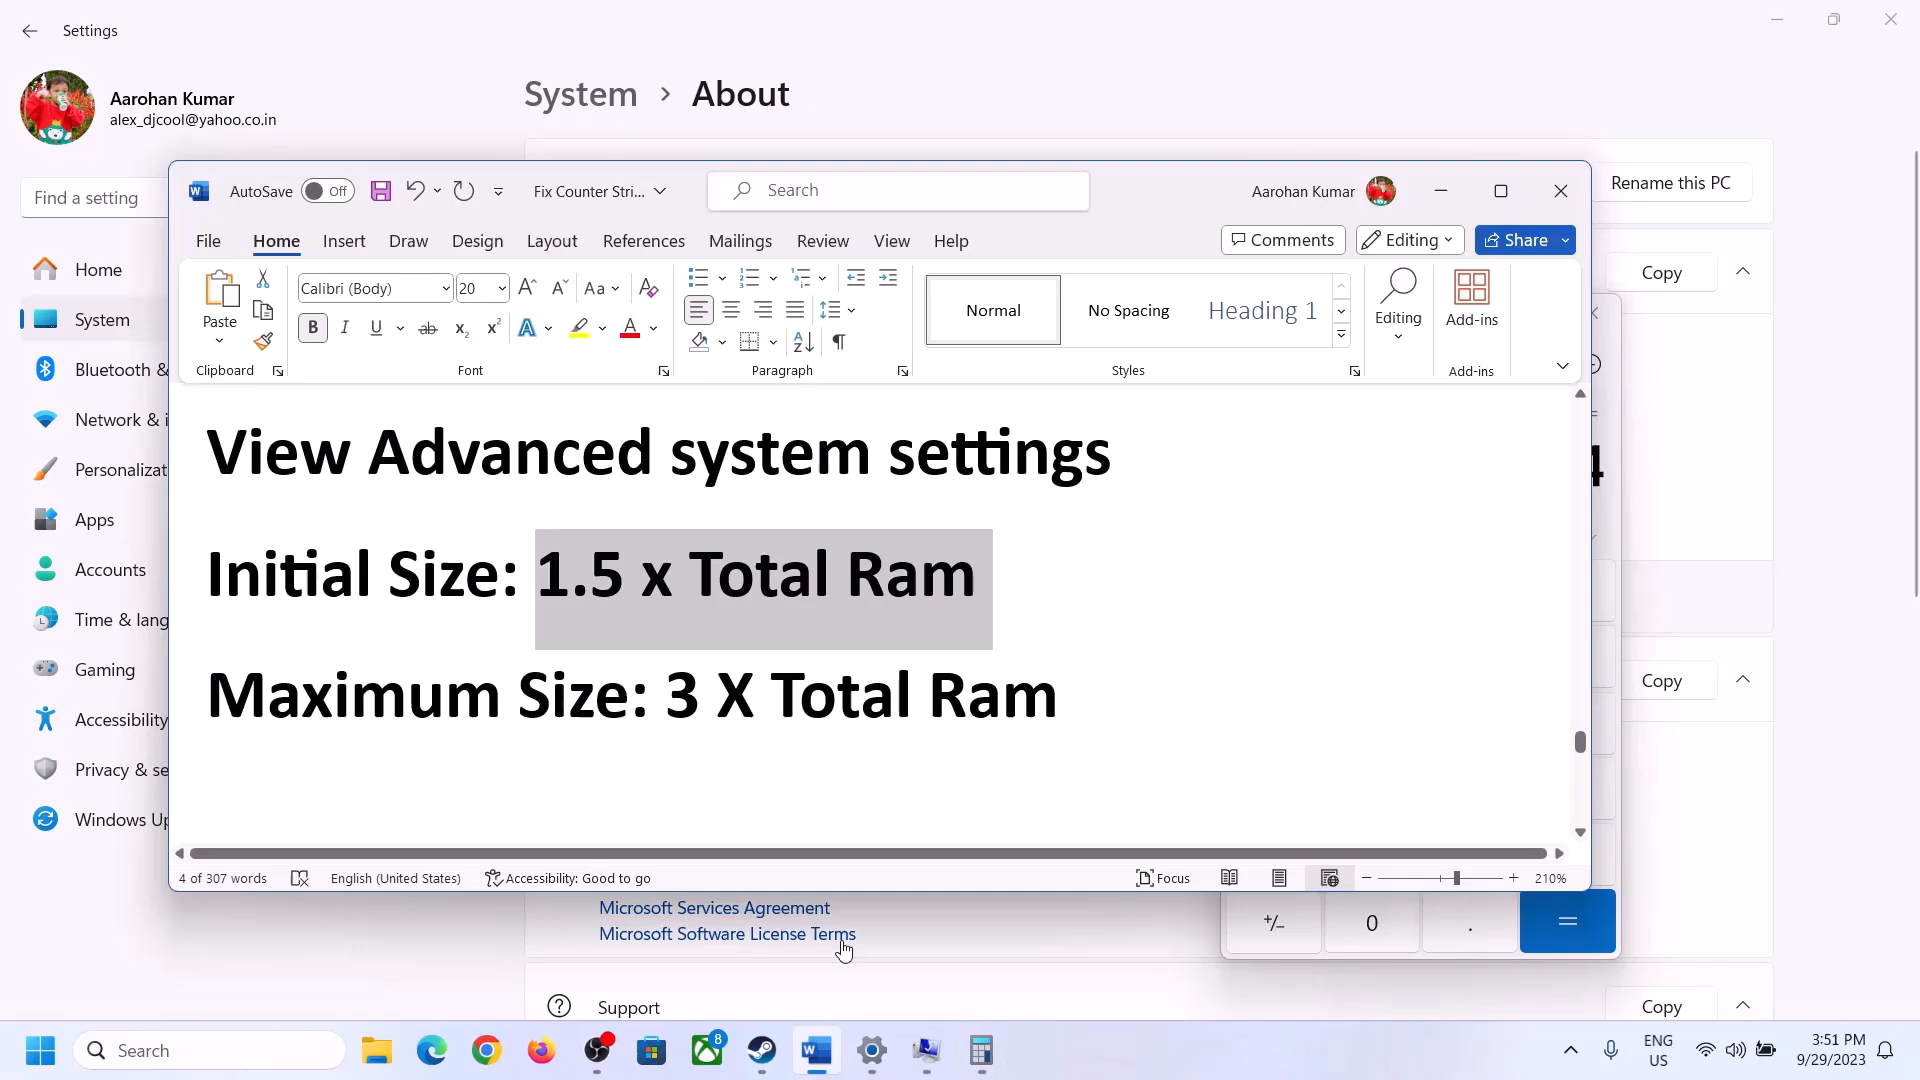 Settings
Aarohan Kumar
alex_djcool@yahoo.co.in
Find a setting
Home
System
Bluetooth &
Network & i
Personalizat
Apps
Accounts
Time & lang
Gaming
Accessibility
Privacy & se
Windows Up
System > About
Rename this PC
Copy
AutoSave Off
Fix Counter Stri...
Search
Aarohan Kumar
File Home Insert Draw Design Layout References Mailings Review View Help
Comments Editing Share
Paste
Calibri (Body) 20
Normal No Spacing Heading 1
Editing Add-ins
Clipboard Font Paragraph Styles Add-ins
View Advanced system settings
Initial Size: 1.5 x Total Ram
Maximum Size: 3 X Total Ram
4
Copy
4 of 307 words English (United States) Accessibility: Good to go Focus 210%
Microsoft Services Agreement
Microsoft Software License Terms
+/− 0 . =
Support
Copy
Search
8
ENG
US
3:51 PM
9/29/2023